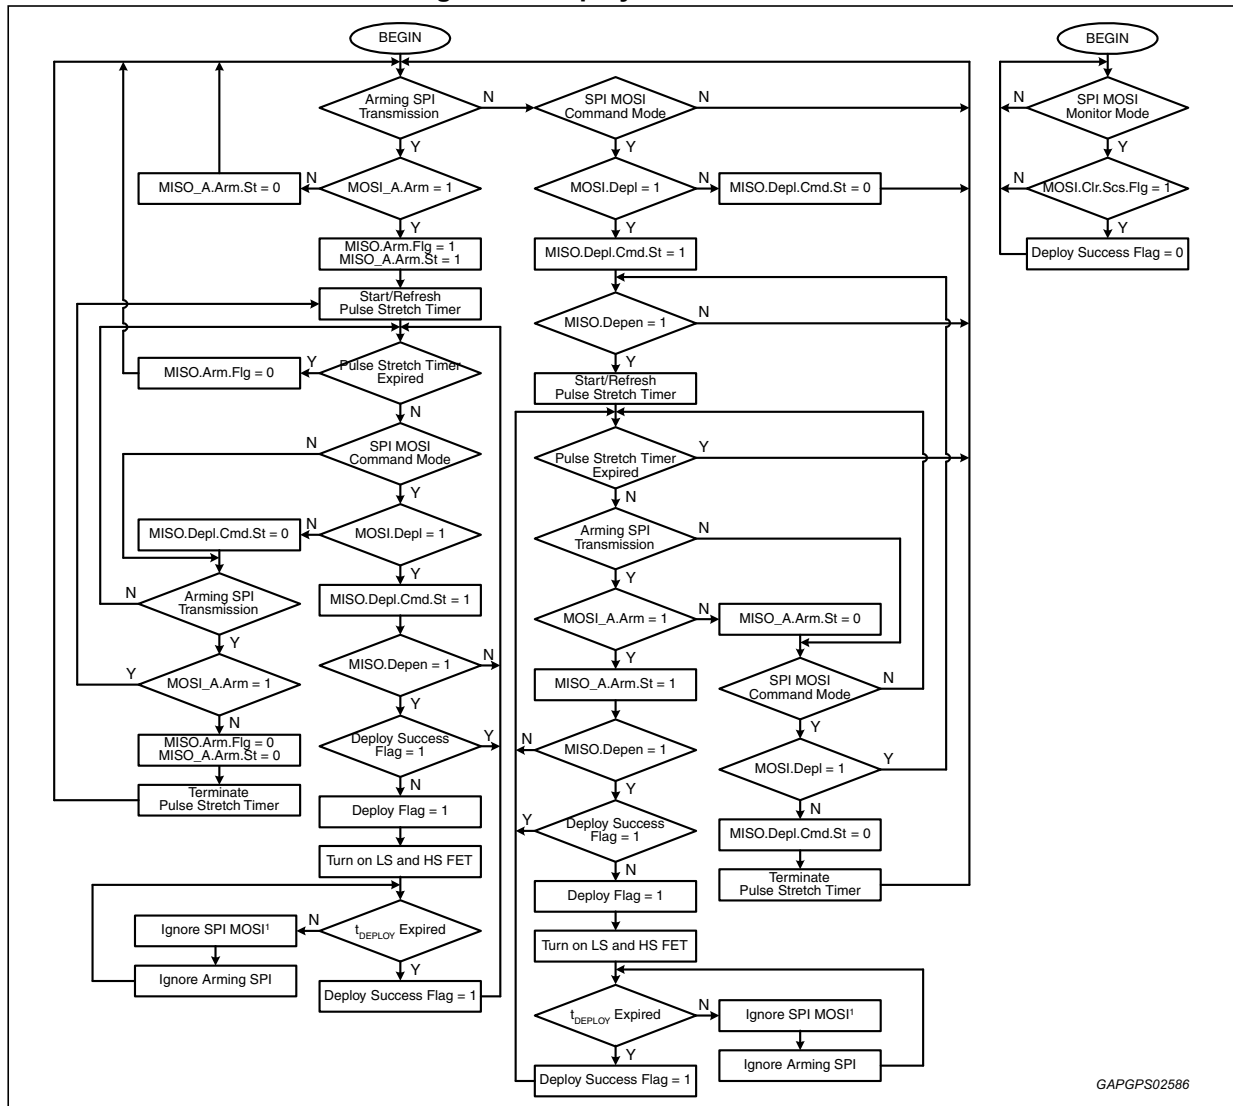 BEGIN
Arming SPI
Transmission
N
Y
MISO_A.Arm.St = 0
N
MOSI_A.Arm = 1
Y
MISO.Arm.Flg = 1
MISO_A.Arm.St = 1
Start/Refresh
Pulse Stretch Timer
MISO.Arm.Flg = 0
Y
Pulse Stretch Timer
Expired
N
N
SPI MOSI
Command Mode
Y
MISO.Depl.Cmd.St = 0
N
MOSI.Depl = 1
Y
N
Arming SPI
Transmission
Y
MISO.Depl.Cmd.St = 1
Y
MOSI_A.Arm = 1
N
MISO.Depen = 1
N
Y
MISO.Arm.Flg = 0
MISO_A.Arm.St = 0
Terminate
Pulse Stretch Timer
Deploy Success
Flag = 1
Y
N
Deploy Flag = 1
Turn on LS and HS FET
tDEPLOY Expired
N
Y
Ignore SPI MOSI1
Ignore Arming SPI
Deploy Success Flag = 1
SPI MOSI
Command Mode
N
Y
MOSI.Depl = 1
N
MISO.Depl.Cmd.St = 0
Y
MISO.Depl.Cmd.St = 1
MISO.Depen = 1
N
Y
Start/Refresh
Pulse Stretch Timer
Pulse Stretch Timer
Expired
Y
N
Arming SPI
Transmission
N
Y
MOSI_A.Arm = 1
N
MISO_A.Arm.St = 0
Y
MISO_A.Arm.St = 1
SPI MOSI
Command Mode
N
Y
N
MISO.Depen = 1
Y
MOSI.Depl = 1
Y
N
Y
Deploy Success
Flag = 1
N
MISO.Depl.Cmd.St = 0
Terminate
Pulse Stretch Timer
Deploy Flag = 1
Turn on LS and HS FET
tDEPLOY Expired
N
Y
Ignore SPI MOSI1
Ignore Arming SPI
Deploy Success Flag = 1
BEGIN
N
SPI MOSI
Monitor Mode
Y
N
MOSI.Clr.Scs.Flg = 1
Y
Deploy Success Flag = 0
GAPGPS02586